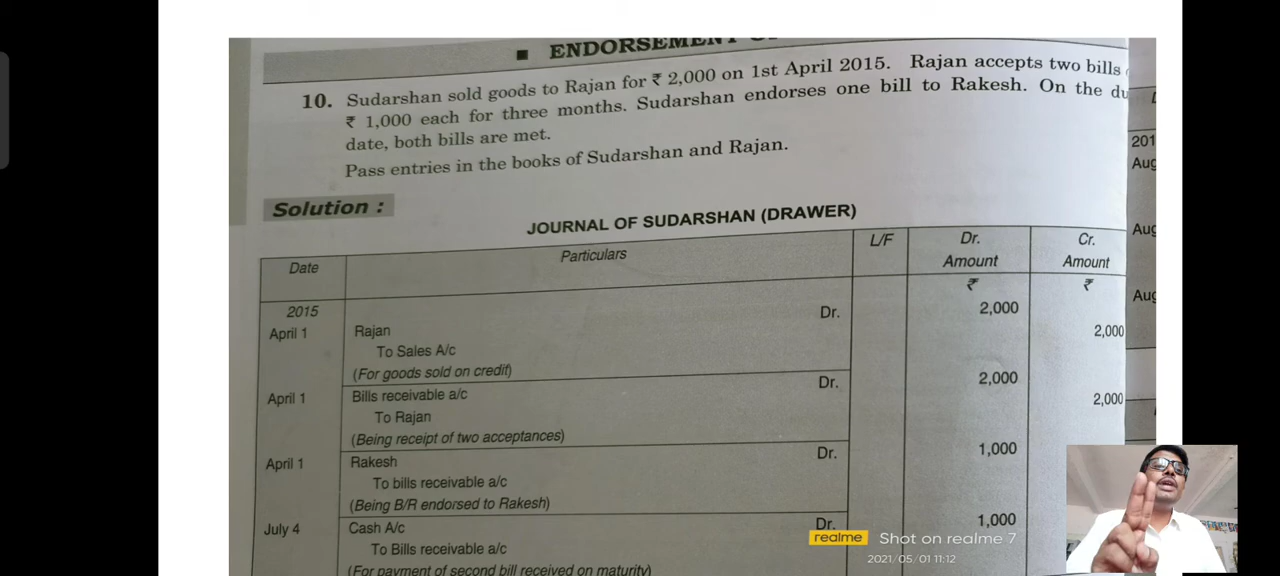 ■ ENDORSEMENT
10. Sudarshan sold goods to Rajan for ₹ 2,000 on 1st April 2015. Rajan accepts two bills
₹ 1,000 each for three months. Sudarshan endorses one bill to Rakesh. On the du
date, both bills are met.
Pass entries in the books of Sudarshan and Rajan.
Solution :
JOURNAL OF SUDARSHAN (DRAWER)
Date Particulars L/F Dr. Amount ₹ Cr. Amount ₹
2015
April 1 Rajan Dr. 2,000
To Sales A/c 2,000
(For goods sold on credit)
April 1 Bills receivable a/c Dr. 2,000
To Rajan 2,000
(Being receipt of two acceptances)
April 1 Rakesh Dr. 1,000
To bills receivable a/c
(Being B/R endorsed to Rakesh)
July 4 Cash A/c Dr. 1,000
To Bills receivable a/c
(For payment of second bill received on maturity)
201
Aug
Aug
Aug
realme Shot on realme 7
2021/05/01 11:12